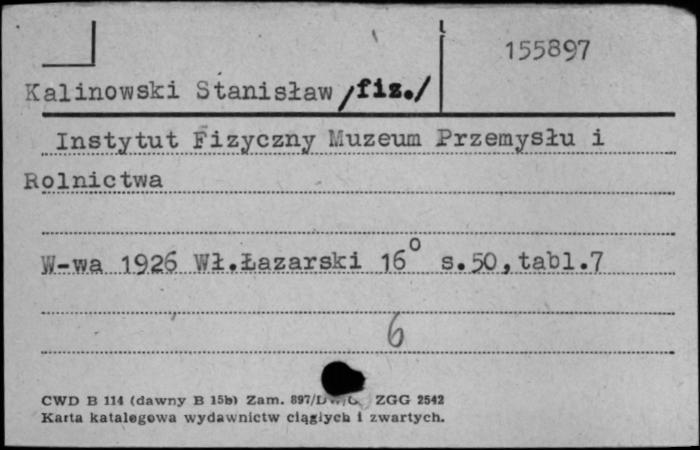 155897
Kalinowski Stanisław /fiz./
Instytut Fizyczny Muzeum Przemysłu i
Rolnictwa
W-wa 1926 Wł.Łazarski 16° s.50,tabl.7
6
CWD B 114 (dawny B 15b) Zam. 897/ ZGG 2542
Karta katalogowa wydawnictw ciągłych i zwartych.